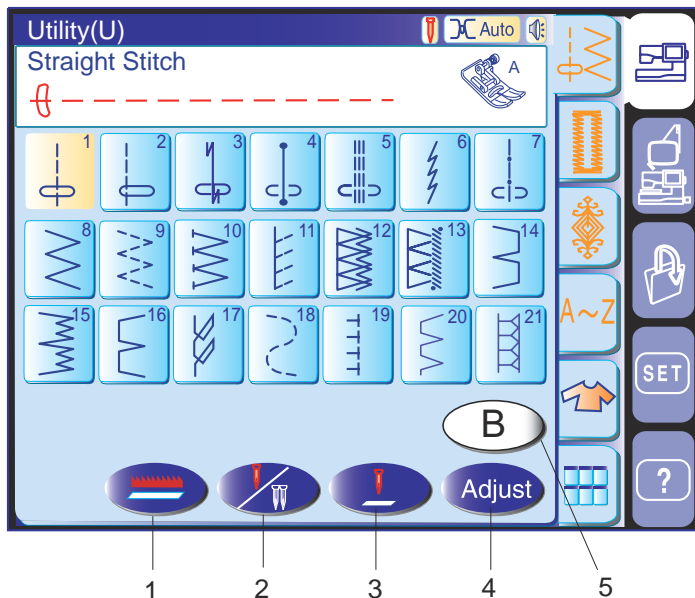 Utility(U) Auto
Straight Stitch A
1 2 3 4 5 6 7
8 9 10 11 12 13 14
15 16 17 18 19 20 21
A~Z
SET
B
Adjust
?
1 2 3 4 5